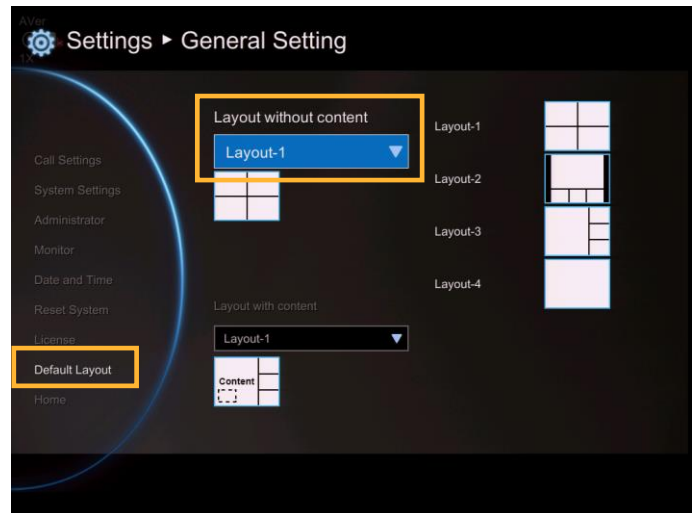 AVer
Settings ▸ General Setting
1X
Call Settings
System Settings
Administrator
Monitor
Date and Time
Reset System
License
Default Layout
Home
Layout without content
Layout-1
Layout with content
Layout-1
Content
Layout-1
Layout-2
Layout-3
Layout-4